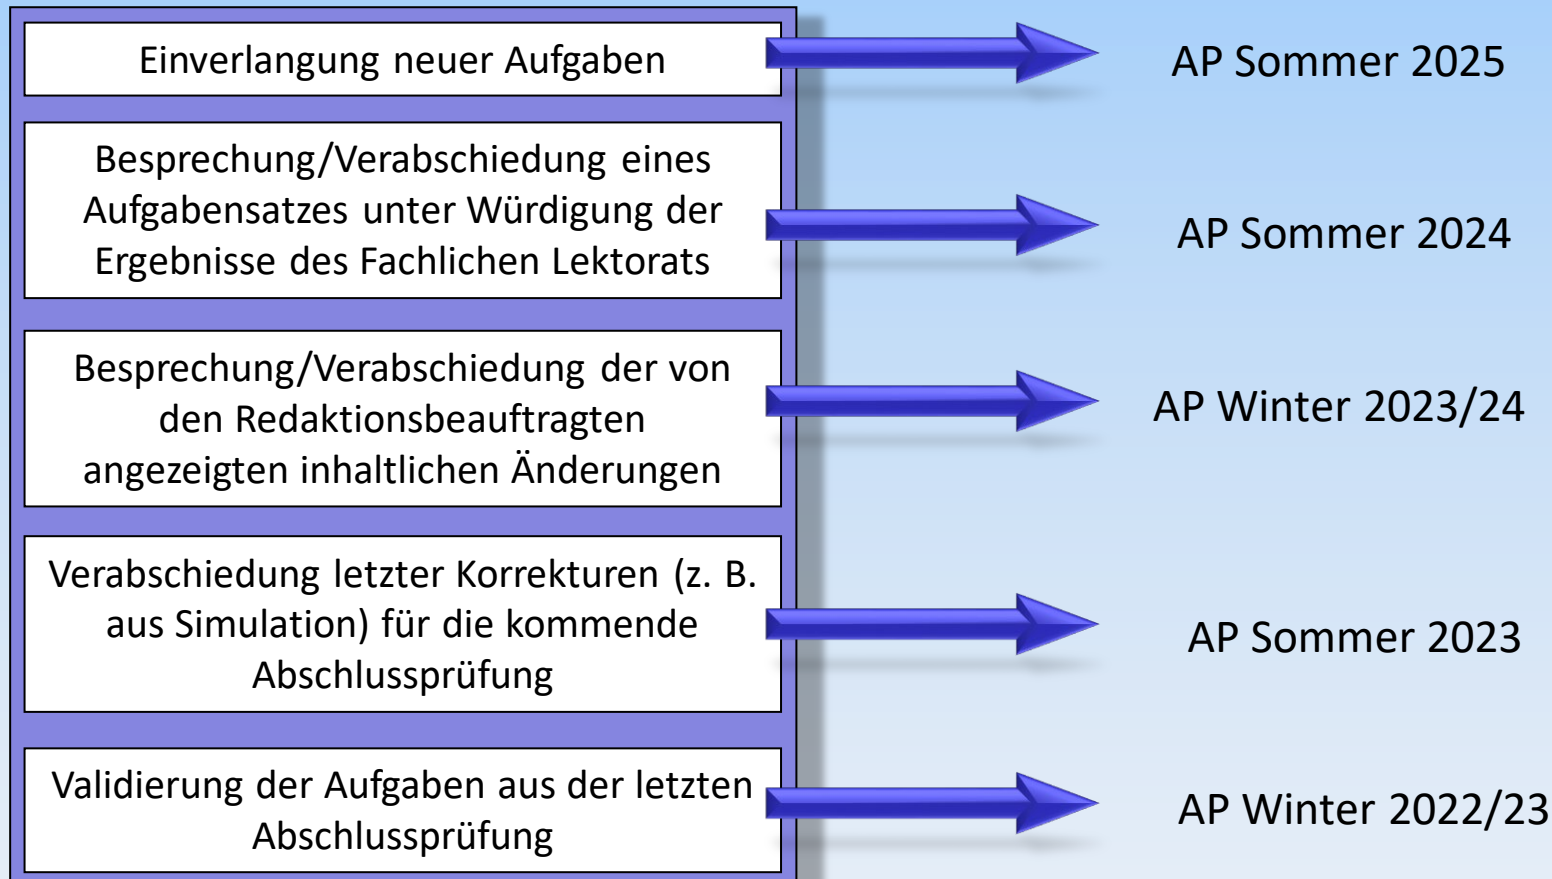 Einverlangung neuer Aufgaben
AP Sommer 2025
Besprechung/Verabschiedung eines
Aufgabensatzes unter Würdigung der
Ergebnisse des Fachlichen Lektorats
AP Sommer 2024
Besprechung/Verabschiedung der von
den Redaktionsbeauftragten
angezeigten inhaltlichen Änderungen
AP Winter 2023/24
Verabschiedung letzter Korrekturen (z. B.
aus Simulation) für die kommende
Abschlussprüfung
AP Sommer 2023
Validierung der Aufgaben aus der letzten
Abschlussprüfung
AP Winter 2022/23